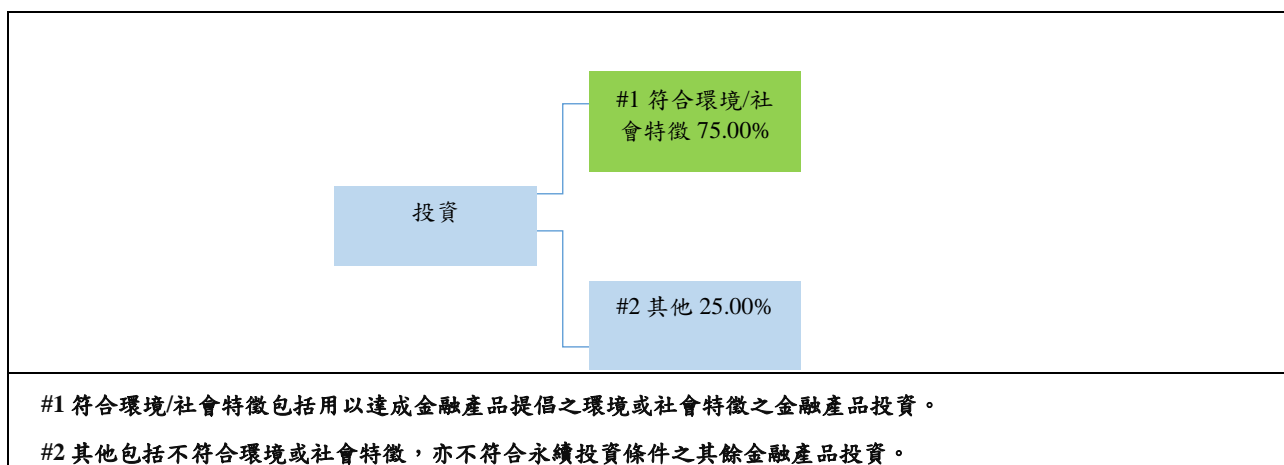 #1 符合環境/社
會特徵 75.00%
投資
#2 其他 25.00%
#1 符合環境/社會特徵包括用以達成金融產品提倡之環境或社會特徵之金融產品投資。
#2 其他包括不符合環境或社會特徵，亦不符合永續投資條件之其餘金融產品投資。